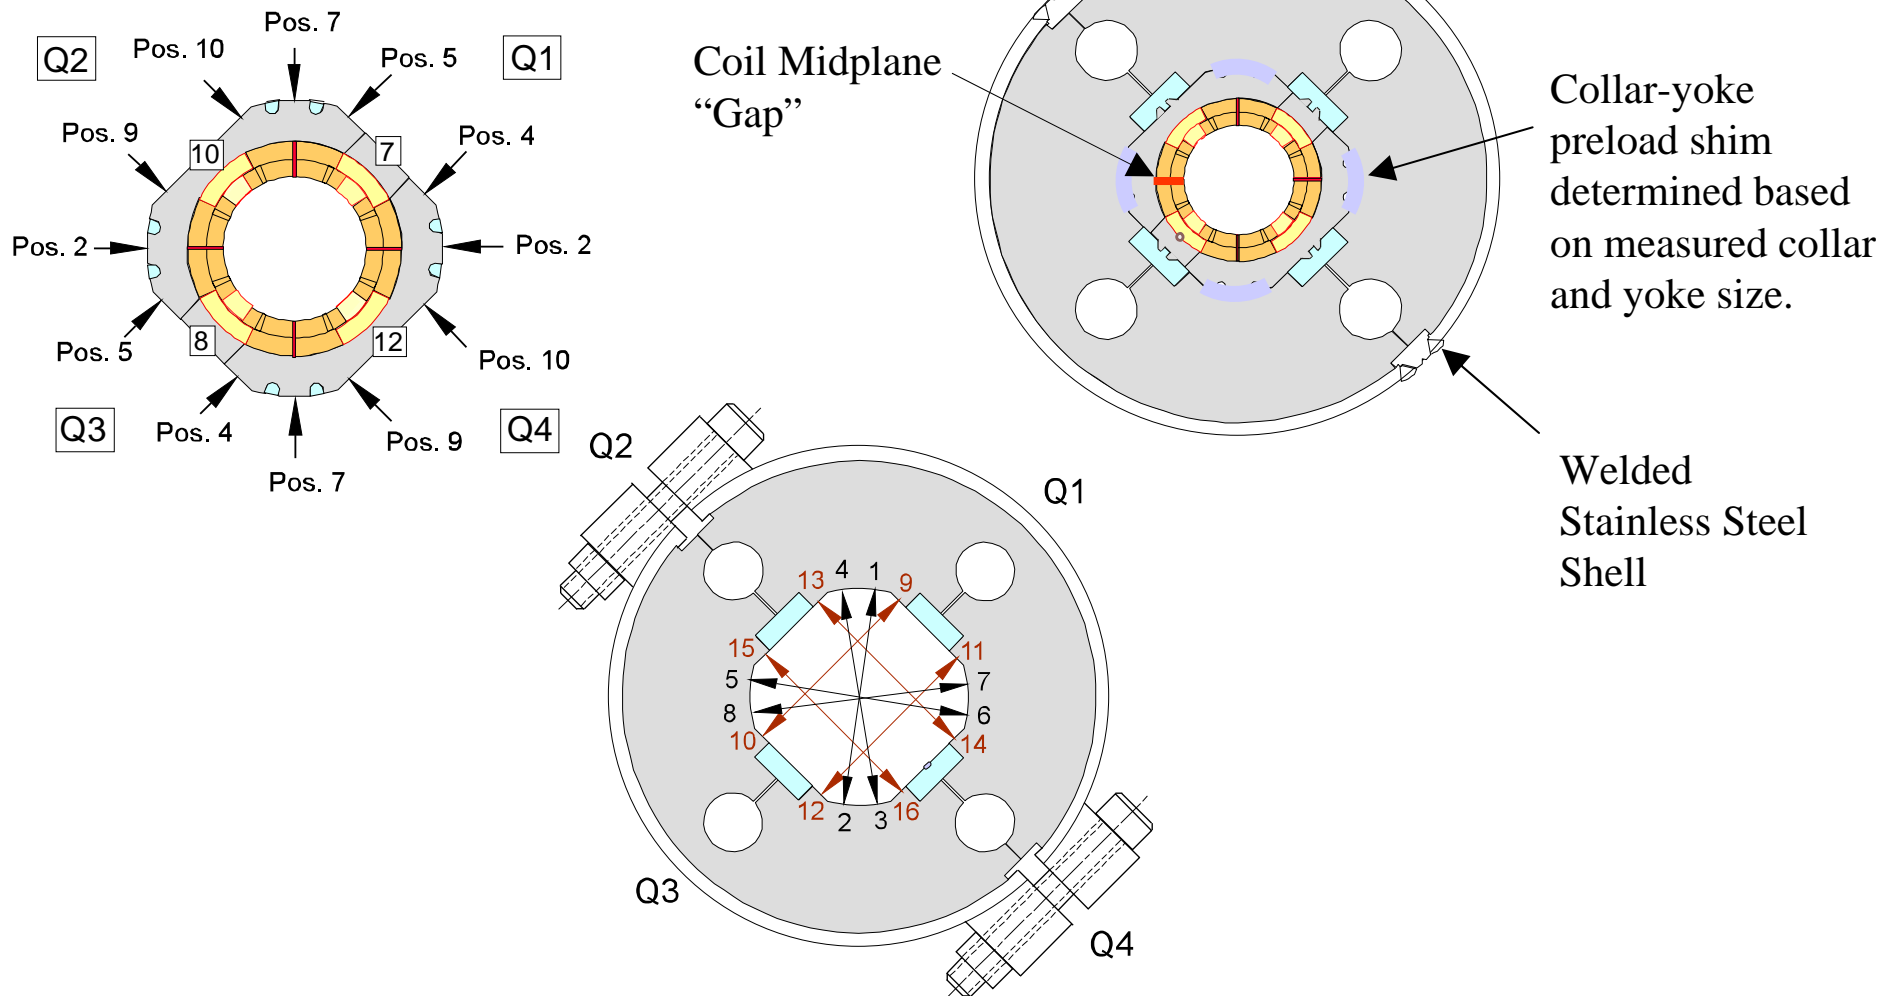 Pos. 7
Pos. 10
Pos. 5
Q2
Q1
Pos. 9
Pos. 4
10
7
Pos. 2
Pos. 2
8
12
Pos. 5
Pos. 10
Q3
Pos. 4
Pos. 9
Q4
Pos. 7
Coil Midplane
“Gap”
Collar-yoke
preload shim
determined based
on measured collar
and yoke size.
Welded
Stainless Steel
Shell
Q2
Q1
13
4
1
9
15
11
5
7
8
6
10
14
12
2
3
16
Q3
Q4